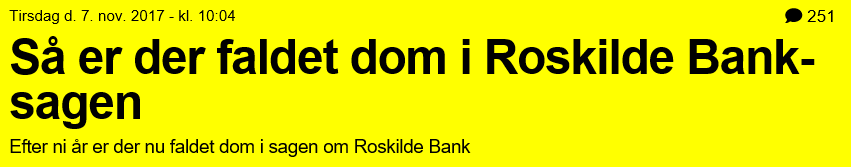 Tirsdag d. 7. nov. 2017 - kl. 10:04 251
Så er der faldet dom i Roskilde Bank-
sagen
Efter ni år er der nu faldet dom i sagen om Roskilde Bank